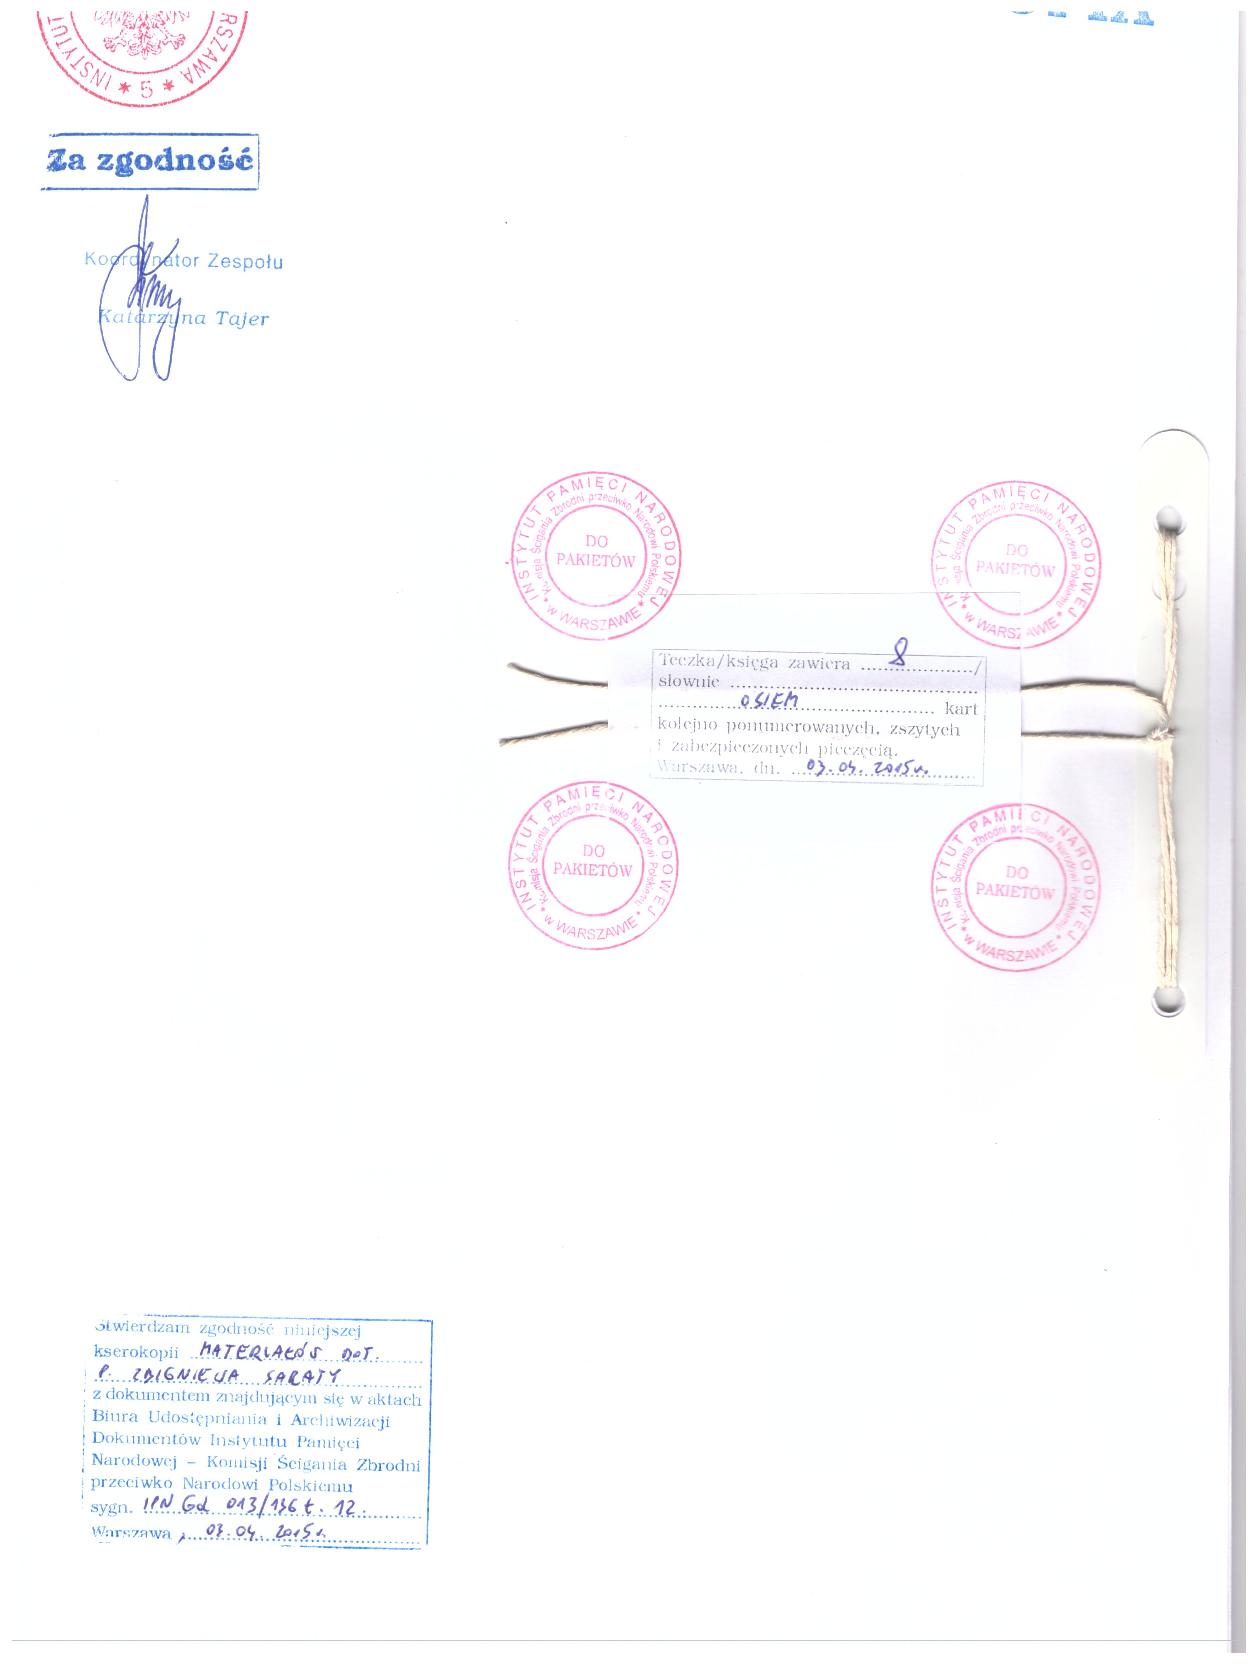 INSTYTUT
RSZAWA
* 5 *
Za zgodność
Koordynator Zespołu
Katarzyna Tajer
INSTYTUT PAMIĘCI NARODOWEJ
Komisja Ścigania Zbrodni przeciwko Narodowi Polskiemu
* w WARSZAWIE *
DO
PAKIETÓW
INSTYTUT PAMIĘCI NARODOWEJ
Komisja Ścigania Zbrodni przeciwko Narodowi Polskiemu
* w WARSZAWIE *
DO
PAKIETÓW
Teczka/księga zawiera 8 /
słownie
OSIEM kart
kolejno ponumerowanych, zszytych
i zabezpieczonych pieczęcią.
Warszawa, dn. 03.04.2015r.
INSTYTUT PAMIĘCI NARODOWEJ
Komisja Ścigania Zbrodni przeciwko Narodowi Polskiemu
* w WARSZAWIE *
DO
PAKIETÓW
INSTYTUT PAMIĘCI NARODOWEJ
Komisja Ścigania Zbrodni przeciwko Narodowi Polskiemu
* w WARSZAWIE *
DO
PAKIETÓW
Stwierdzam zgodność niniejszej
kserokopii MATERIAŁÓW DOT.
P. ZBIGNIEWA SARATY
z dokumentem znajdującym się w aktach
Biura Udostępniania i Archiwizacji
Dokumentów Instytutu Pamięci
Narodowej – Komisji Ścigania Zbrodni
przeciwko Narodowi Polskiemu
sygn. IPN Gd 013/136 t. 12.
Warszawa, 03.04.2015r.